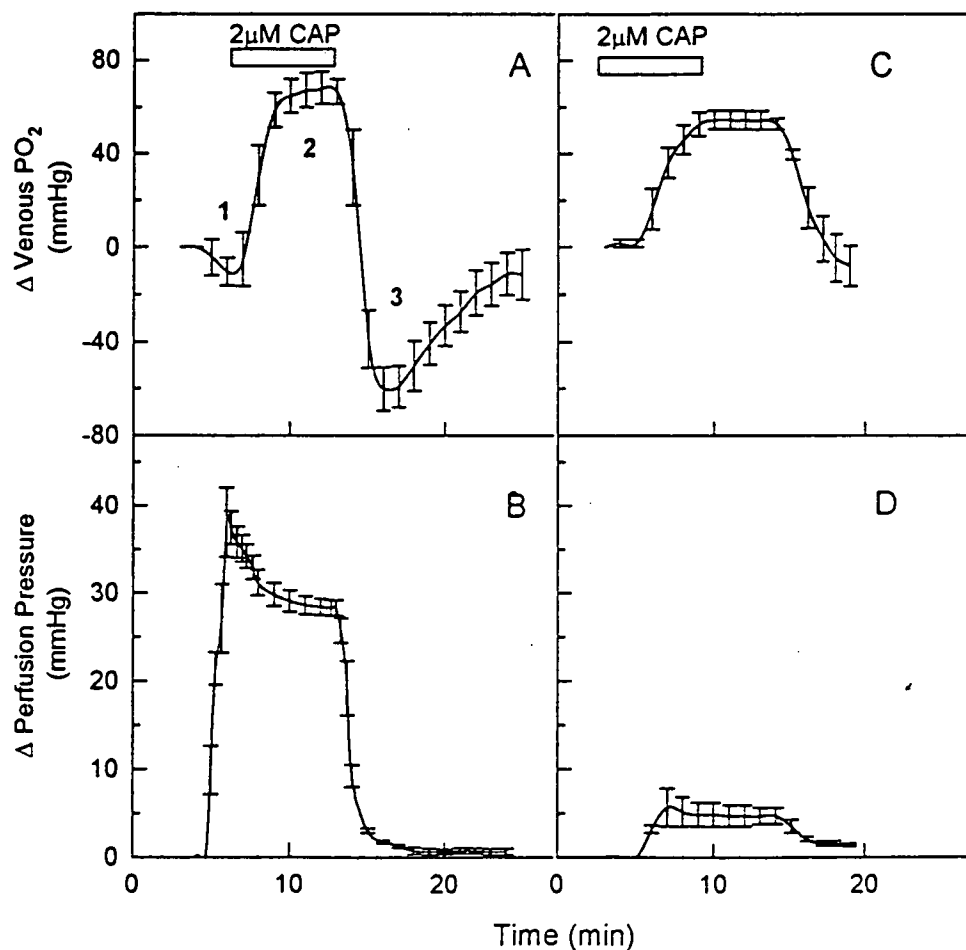 2μM CAP
A
2μM CAP
C
Δ Venous PO2
(mmHg)
80
40
0
-40
-80
1
2
3
Δ Perfusion Pressure
(mmHg)
40
30
20
10
0
B
D
0
10
20
0
10
20
Time (min)